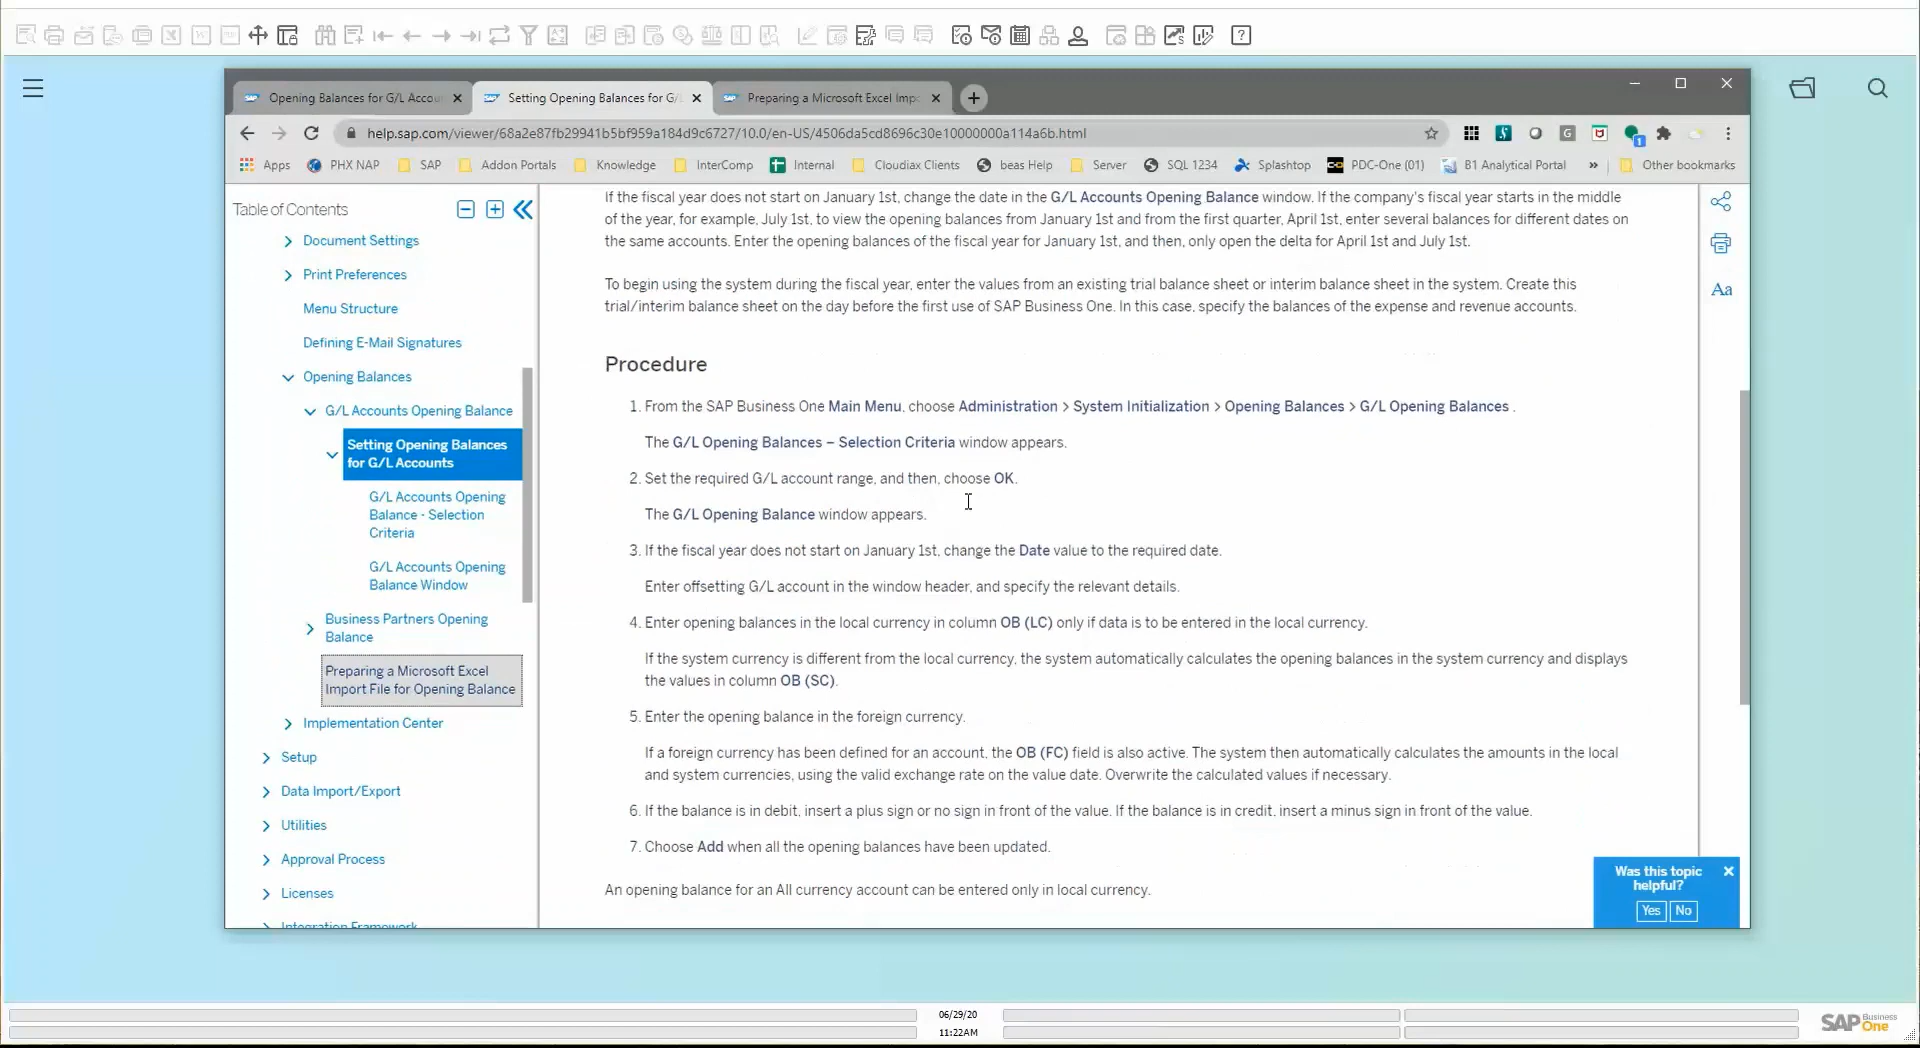 Opening Balances for G/L Accou
Setting Opening Balances for G/
Preparing a Microsoft Excel Imp
help.sap.com/viewer/68a2e87fb29941b5bf959a184d9c6727/10.0/en-US/4506da5cd8696c30e10000000a114a6b.html
Apps
PHX NAP
SAP
Addon Portals
Knowledge
InterComp
Internal
Cloudiax Clients
beas Help
Server
SQL 1234
Splashtop
PDC-One (01)
B1 Analytical Portal
»
Other bookmarks
Table of Contents
Document Settings
Print Preferences
Menu Structure
Defining E-Mail Signatures
Opening Balances
G/L Accounts Opening Balance
Setting Opening Balances
for G/L Accounts
G/L Accounts Opening
Balance - Selection
Criteria
G/L Accounts Opening
Balance Window
Business Partners Opening
Balance
Preparing a Microsoft Excel
Import File for Opening Balance
Implementation Center
Setup
Data Import/Export
Utilities
Approval Process
Licenses
Integration Framework
If the fiscal year does not start on January 1st, change the date in the G/L Accounts Opening Balance window. If the company's fiscal year starts in the middle
of the year, for example, July 1st, to view the opening balances from January 1st and from the first quarter, April 1st, enter several balances for different dates on
the same accounts. Enter the opening balances of the fiscal year for January 1st, and then, only open the delta for April 1st and July 1st.
To begin using the system during the fiscal year, enter the values from an existing trial balance sheet or interim balance sheet in the system. Create this
trial/interim balance sheet on the day before the first use of SAP Business One. In this case, specify the balances of the expense and revenue accounts.
Procedure
1. From the SAP Business One Main Menu, choose Administration > System Initialization > Opening Balances > G/L Opening Balances .
The G/L Opening Balances – Selection Criteria window appears.
2. Set the required G/L account range, and then, choose OK.
The G/L Opening Balance window appears.
3. If the fiscal year does not start on January 1st, change the Date value to the required date.
Enter offsetting G/L account in the window header, and specify the relevant details.
4. Enter opening balances in the local currency in column OB (LC) only if data is to be entered in the local currency.
If the system currency is different from the local currency, the system automatically calculates the opening balances in the system currency and displays
the values in column OB (SC).
5. Enter the opening balance in the foreign currency.
If a foreign currency has been defined for an account, the OB (FC) field is also active. The system then automatically calculates the amounts in the local
and system currencies, using the valid exchange rate on the value date. Overwrite the calculated values if necessary.
6. If the balance is in debit, insert a plus sign or no sign in front of the value. If the balance is in credit, insert a minus sign in front of the value.
7. Choose Add when all the opening balances have been updated.
An opening balance for an All currency account can be entered only in local currency.
Aa
Was this topic
helpful?
Yes No
06/29/20
11:22AM
SAP Business One